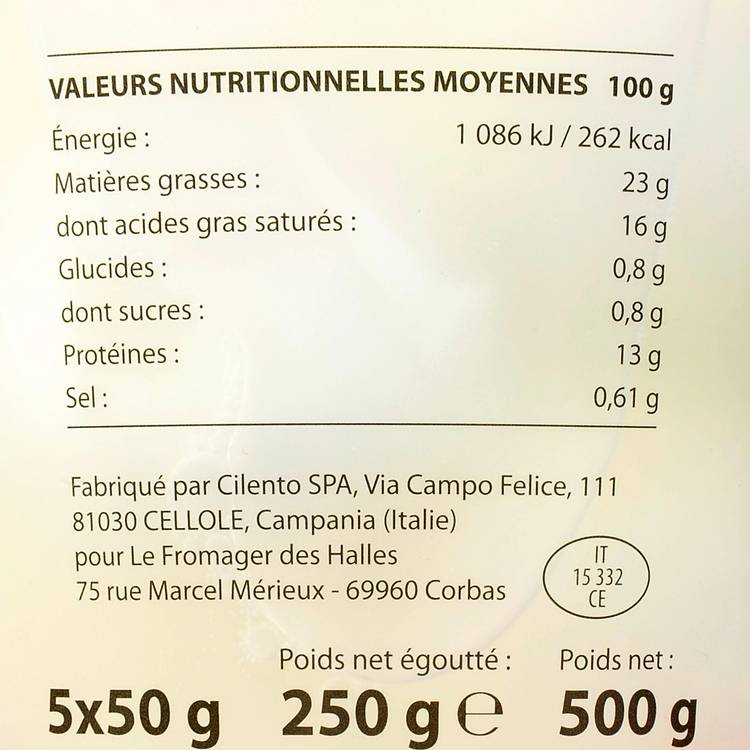 VALEURS NUTRITIONNELLES MOYENNES 100 g
Énergie : 1 086 kJ / 262 kcal
Matières grasses : 23 g
dont acides gras saturés : 16 g
Glucides : 0,8 g
dont sucres : 0,8 g
Protéines : 13 g
Sel : 0,61 g
Fabriqué par Cilento SPA, Via Campo Felice, 111
81030 CELLOLE, Campania (Italie)
pour Le Fromager des Halles
75 rue Marcel Mérieux - 69960 Corbas
IT
15 332
CE
Poids net égoutté : Poids net :
5x50 g 250 g e 500 g